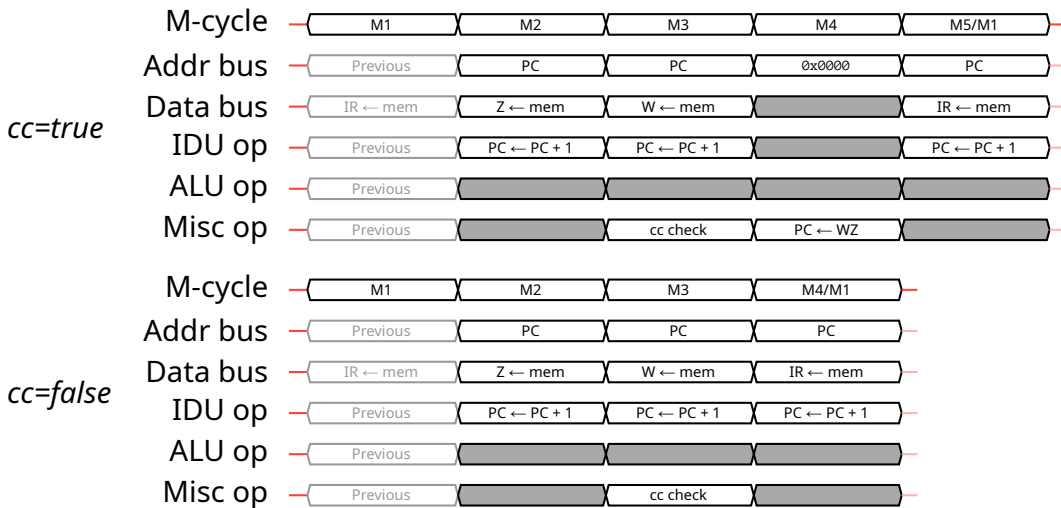 M-cycle M1 M2 M3 M4 M5/M1
Addr bus Previous PC PC 0x0000 PC
Data bus IR ← mem Z ← mem W ← mem IR ← mem
cc=true
IDU op Previous PC ← PC + 1 PC ← PC + 1 PC ← PC + 1
ALU op Previous
Misc op Previous cc check PC ← WZ
M-cycle M1 M2 M3 M4/M1
Addr bus Previous PC PC PC
Data bus IR ← mem Z ← mem W ← mem IR ← mem
cc=false
IDU op Previous PC ← PC + 1 PC ← PC + 1 PC ← PC + 1
ALU op Previous
Misc op Previous cc check